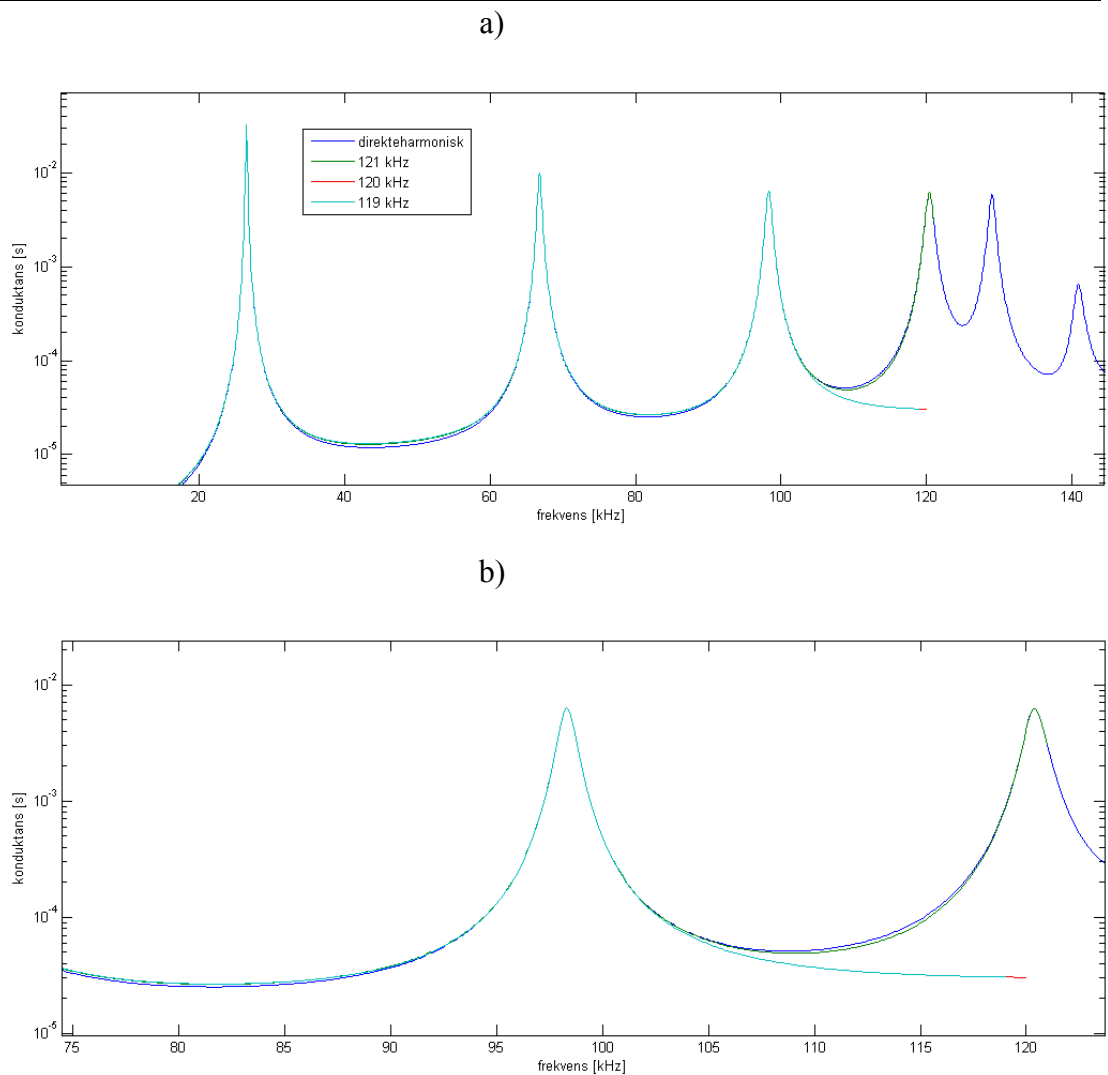 a)
direkteharmonisk
121 kHz
120 kHz
119 kHz
10-2
10-3
10-4
10-5
konduktans [s]
20 40 60 80 100 120 140
frekvens [kHz]
b)
10-2
10-3
10-4
10-5
konduktans [s]
75 80 85 90 95 100 105 110 115 120
frekvens [kHz]